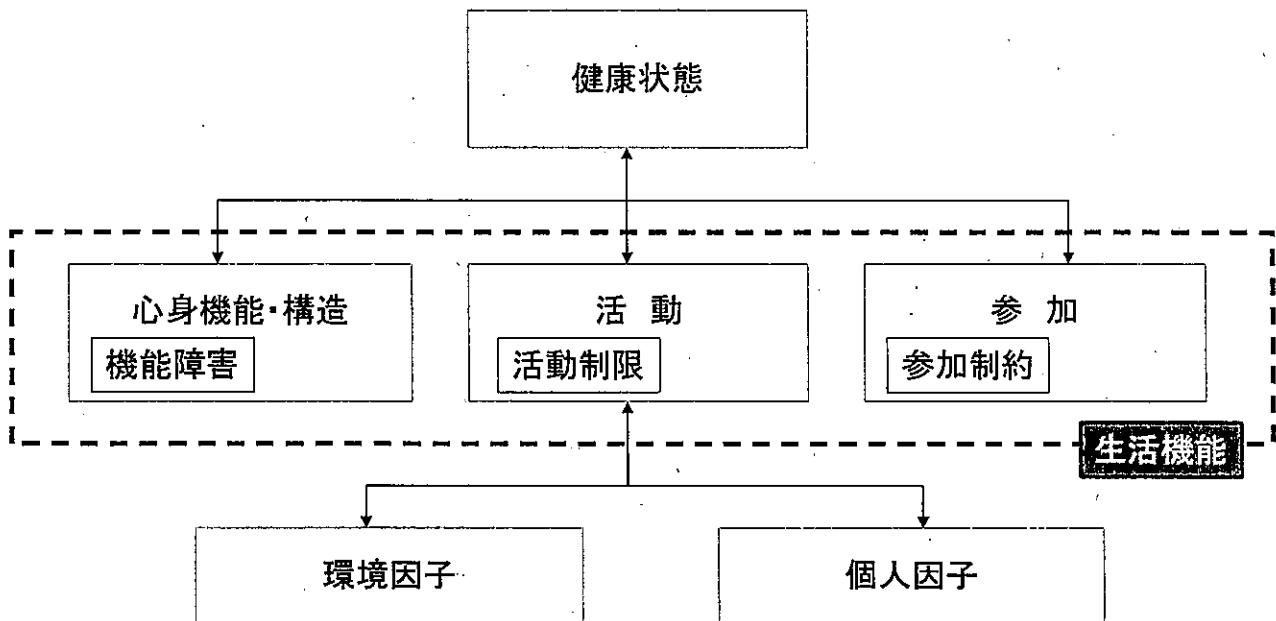 健康状態
心身機能・構造
機能障害
活 動
活動制限
参 加
参加制約
生活機能
環境因子
個人因子